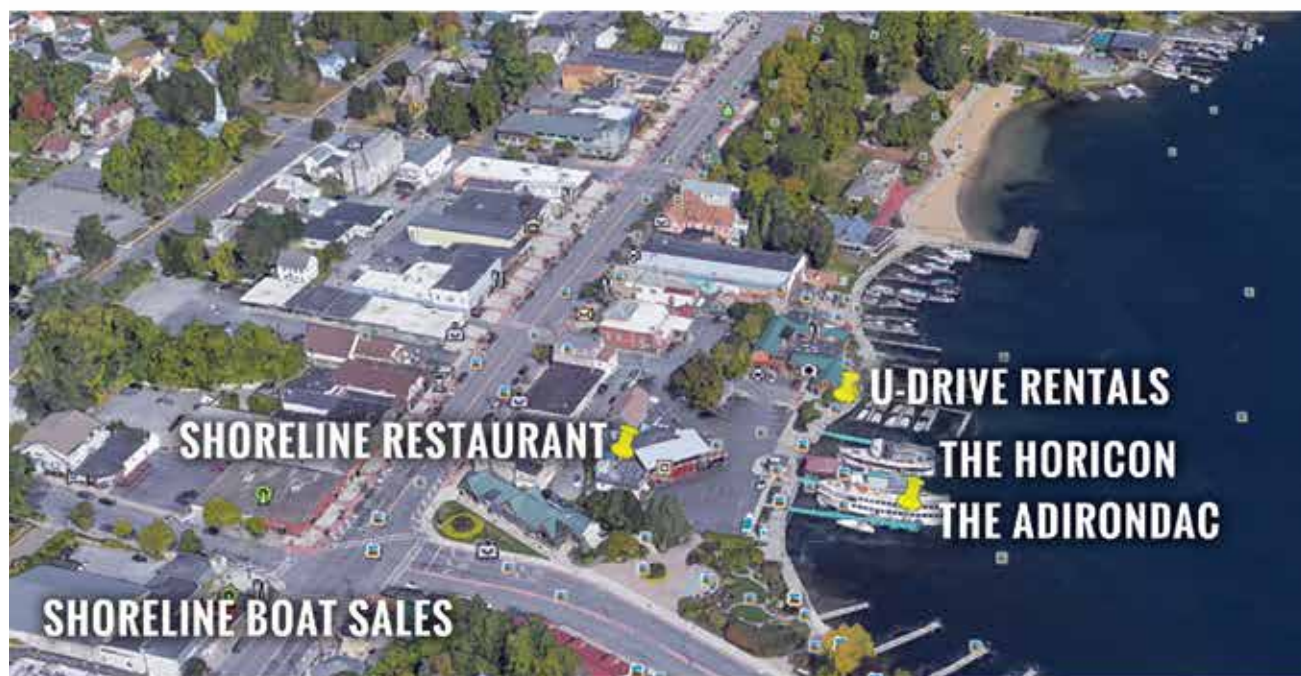 U-DRIVE RENTALS
SHORELINE RESTAURANT
THE HORICON
THE ADIRONDAC
SHORELINE BOAT SALES